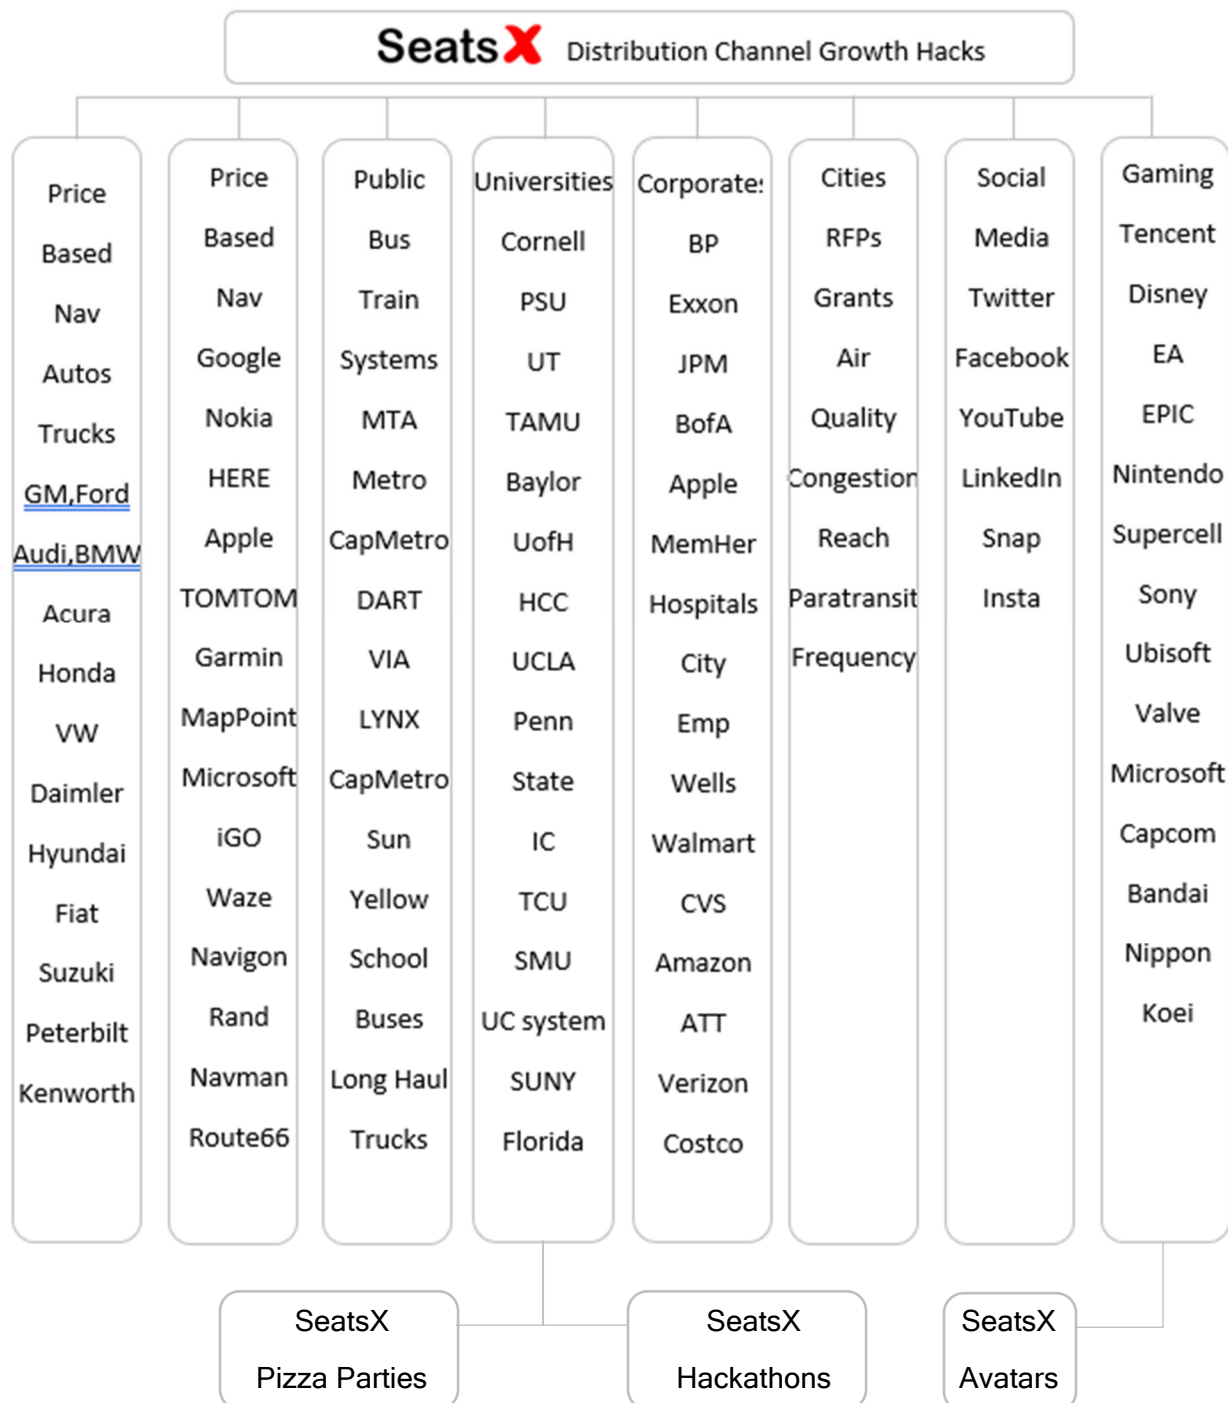 SeatsX Distribution Channel Growth Hacks
Price
Based
Nav
Autos
Trucks
GM,Ford
Audi,BMW
Acura
Honda
VW
Daimler
Hyundai
Fiat
Suzuki
Peterbilt
Kenworth
Price
Based
Nav
Google
Nokia
HERE
Apple
TOMTOM
Garmin
MapPoint
Microsoft
iGO
Waze
Navigon
Rand
Navman
Route66
Public
Bus
Train
Systems
MTA
Metro
CapMetro
DART
VIA
LYNX
CapMetro
Sun
Yellow
School
Buses
Long Haul
Trucks
Universities
Cornell
PSU
UT
TAMU
Baylor
UofH
HCC
UCLA
Penn
State
IC
TCU
SMU
UC system
SUNY
Florida
Corporates
BP
Exxon
JPM
BofA
Apple
MemHer
Hospitals
City
Emp
Wells
Walmart
CVS
Amazon
ATT
Verizon
Costco
Cities
RFPs
Grants
Air
Quality
Congestion
Reach
Paratransit
Frequency
Social
Media
Twitter
Facebook
YouTube
LinkedIn
Snap
Insta
Gaming
Tencent
Disney
EA
EPIC
Nintendo
Supercell
Sony
Ubisoft
Valve
Microsoft
Capcom
Bandai
Nippon
Koei
SeatsX
Pizza Parties
SeatsX
Hackathons
SeatsX
Avatars